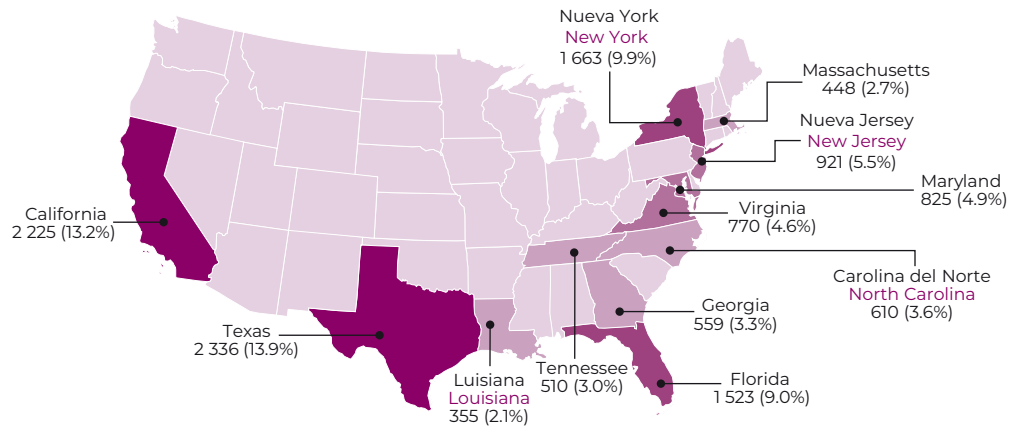 Nueva York
New York
1 663 (9.9%)
Massachusetts
448 (2.7%)
Nueva Jersey
New Jersey
921 (5.5%)
Maryland
825 (4.9%)
Virginia
770 (4.6%)
California
2 225 (13.2%)
Carolina del Norte
North Carolina
610 (3.6%)
Georgia
559 (3.3%)
Texas
2 336 (13.9%)
Tennessee
510 (3.0%)
Luisiana
Louisiana
355 (2.1%)
Florida
1 523 (9.0%)